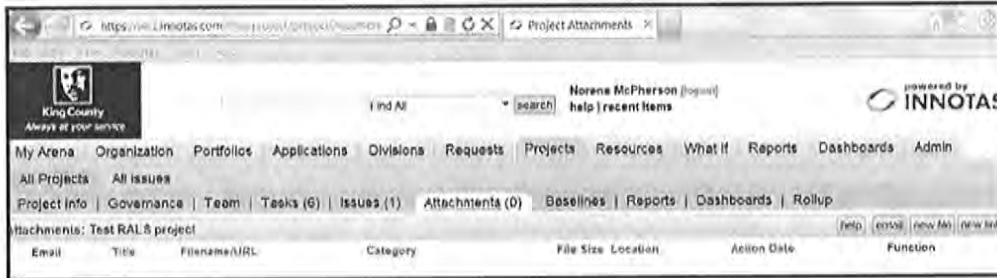 Project Attachments
King County
Always at your service
Find All
search
Norene McPherson [logout]
help | recent items
powered by
INNOTAS
My Arena Organization Portfolios Applications Divisions Requests Projects Resources What If Reports Dashboards Admin
All Projects All Issues
Project Info | Governance | Team | Tasks (6) | Issues (1) Attachments (0) Baselines | Reports | Dashboards | Rollup
Attachments: Test RALS project
help email new file new link
Email Title Filename/URL Category File Size Location Action Date Function